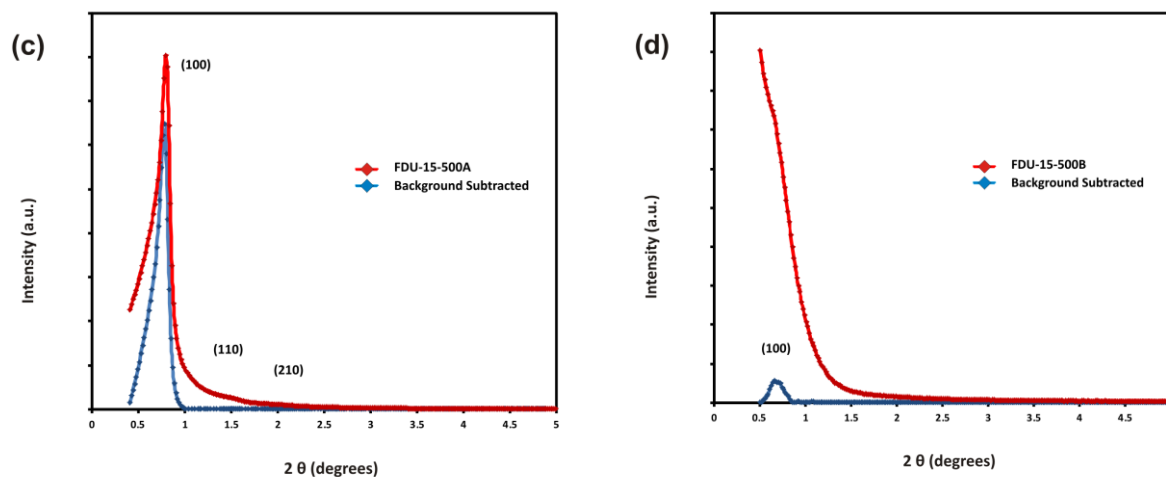 (c)
(100)
FDU-15-500A
Background Subtracted
Intensity (a.u.)
(110)
(210)
0 0.5 1 1.5 2 2.5 3 3.5 4 4.5 5
2 θ (degrees)
(d)
FDU-15-500B
Background Subtracted
Intensity (a.u.)
(100)
0 0.5 1 1.5 2 2.5 3 3.5 4 4.5
2 θ (degrees)